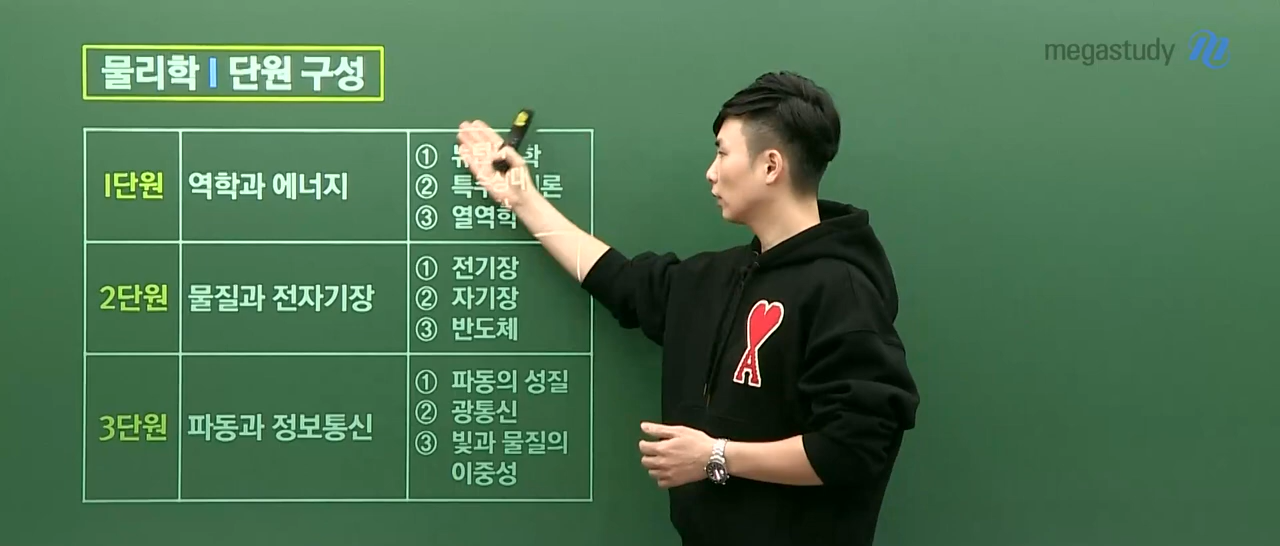 물리학 I 단원 구성
megastudy
1단원
역학과 에너지
①
②
③ 열역학
2단원
물질과 전자기장
① 전기장
② 자기장
③ 반도체
3단원
파동과 정보통신
① 파동의 성질
② 광통신
③ 빛과 물질의
이중성
A